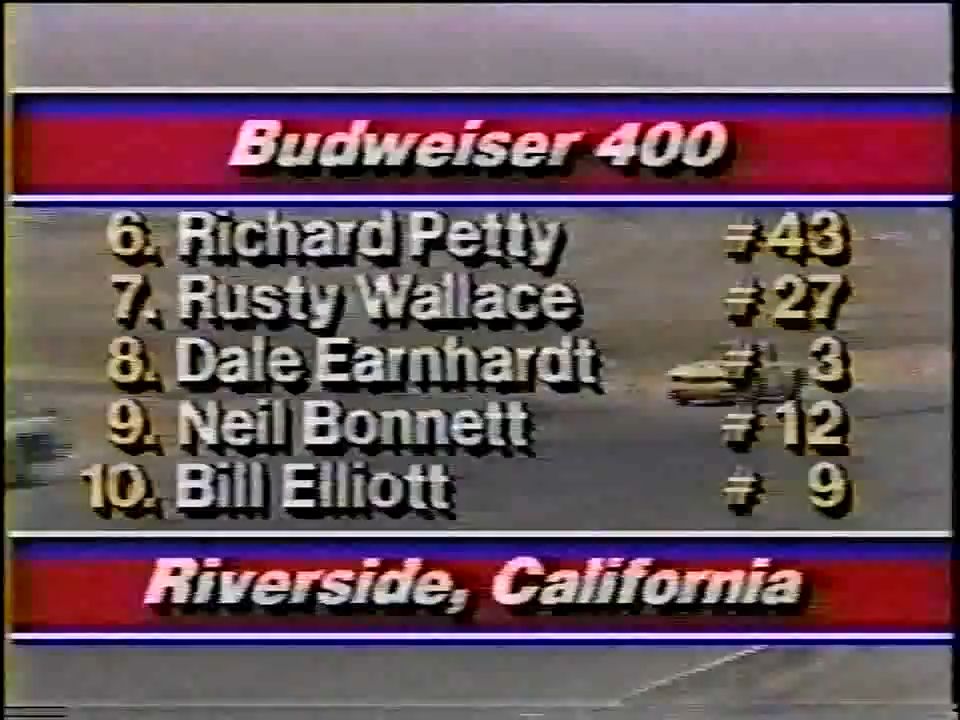 Budweiser 400
6. Richard Petty #43
7. Rusty Wallace #27
8. Dale Earnhardt # 3
9. Neil Bonnett #12
10. Bill Elliott # 9
Riverside, California